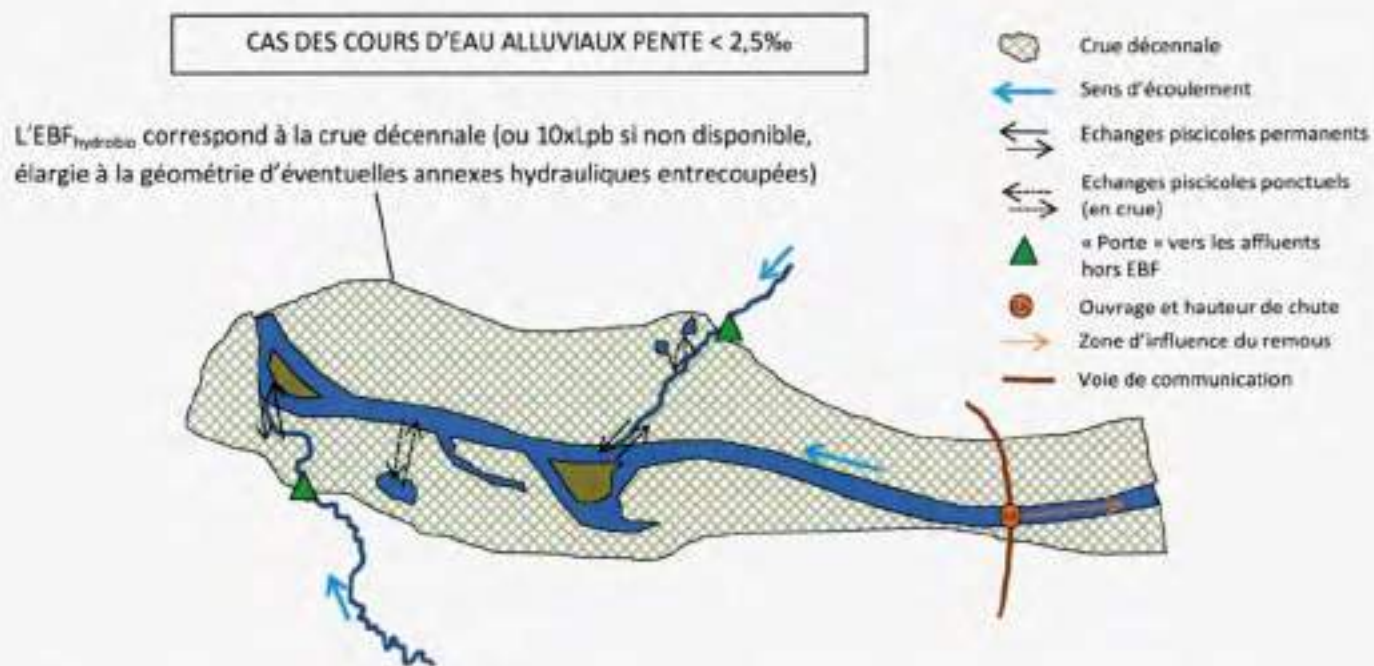 CAS DES COURS D'EAU ALLUVIAUX PENTE < 2,5‰
L'EBFhydrobio correspond à la crue décennale (ou 10xLpb si non disponible,
élargie à la géométrie d'éventuelles annexes hydrauliques entrecoupées)
Crue décennale
Sens d'écoulement
Echanges piscicoles permanents
Echanges piscicoles ponctuels
(en crue)
« Porte » vers les affluents
hors EBF
Ouvrage et hauteur de chute
Zone d'influence du remous
Voie de communication